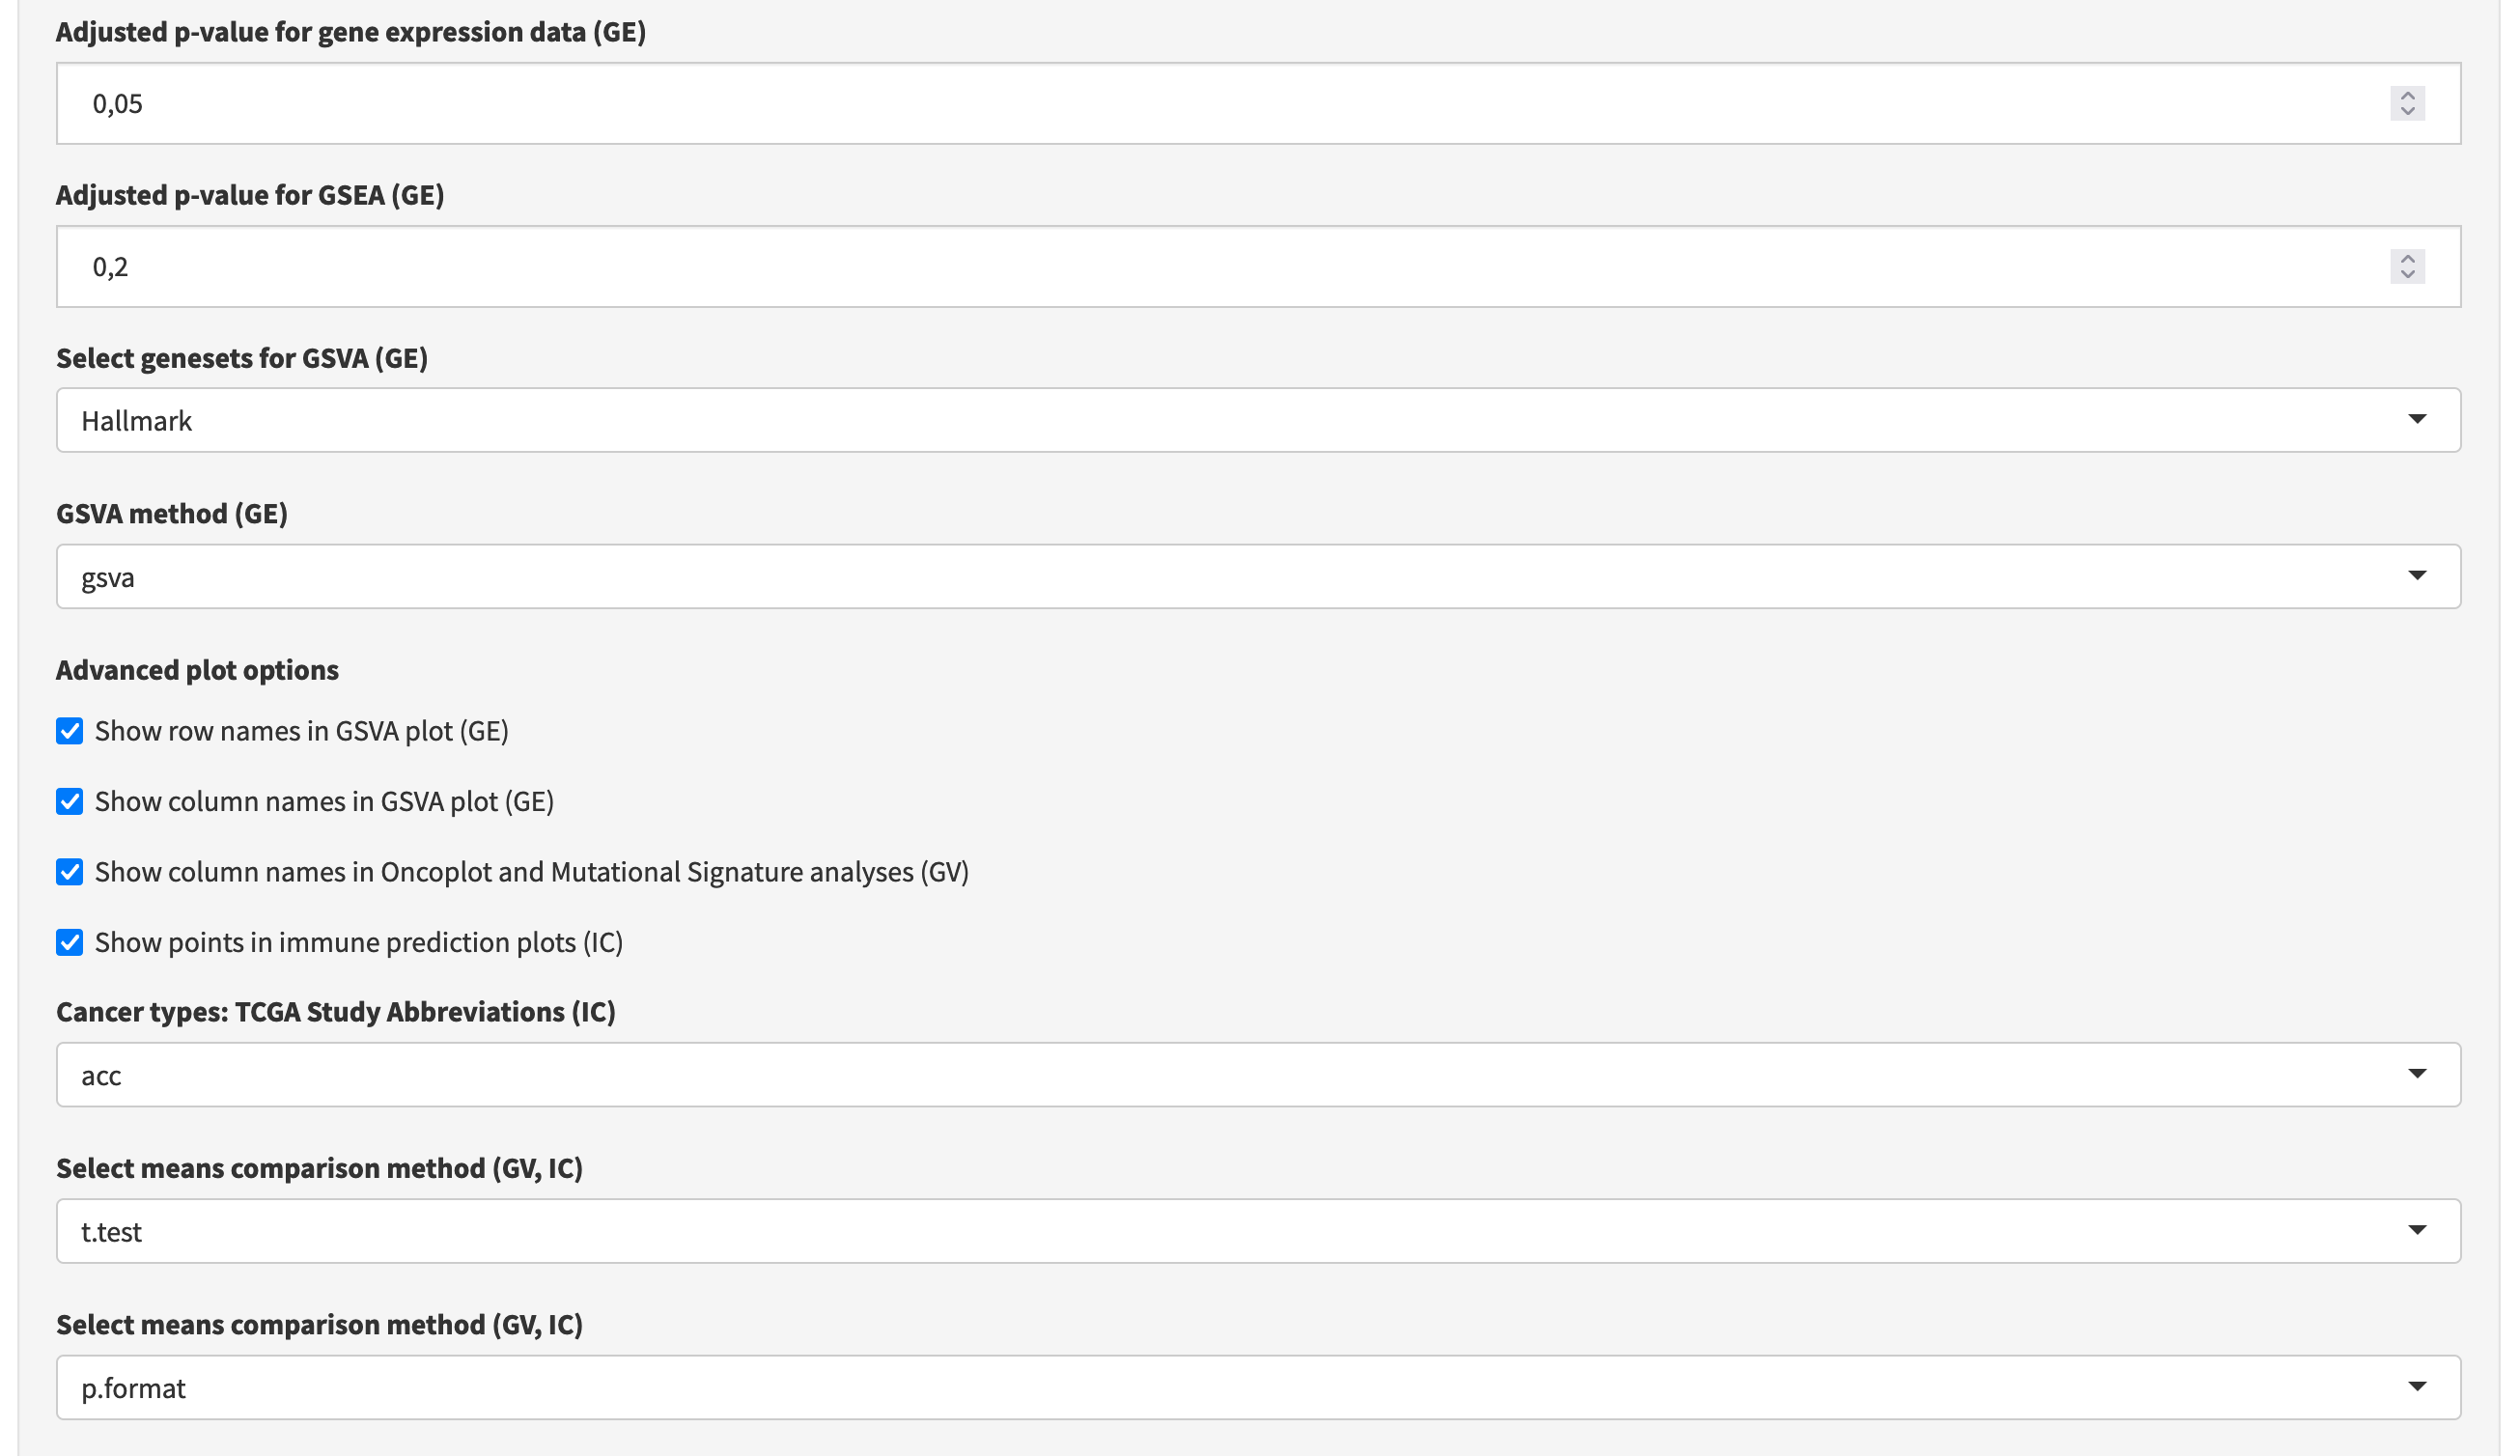 Adjusted p-value for gene expression data (GE)
0,05
Adjusted p-value for GSEA (GE)
0,2
Select genesets for GSVA (GE)
Hallmark
GSVA method (GE)
gsva
Advanced plot options
Show row names in GSVA plot (GE)
Show column names in GSVA plot (GE)
Show column names in Oncoplot and Mutational Signature analyses (GV)
Show points in immune prediction plots (IC)
Cancer types: TCGA Study Abbreviations (IC)
acc
Select means comparison method (GV, IC)
t.test
Select means comparison method (GV, IC)
p.format